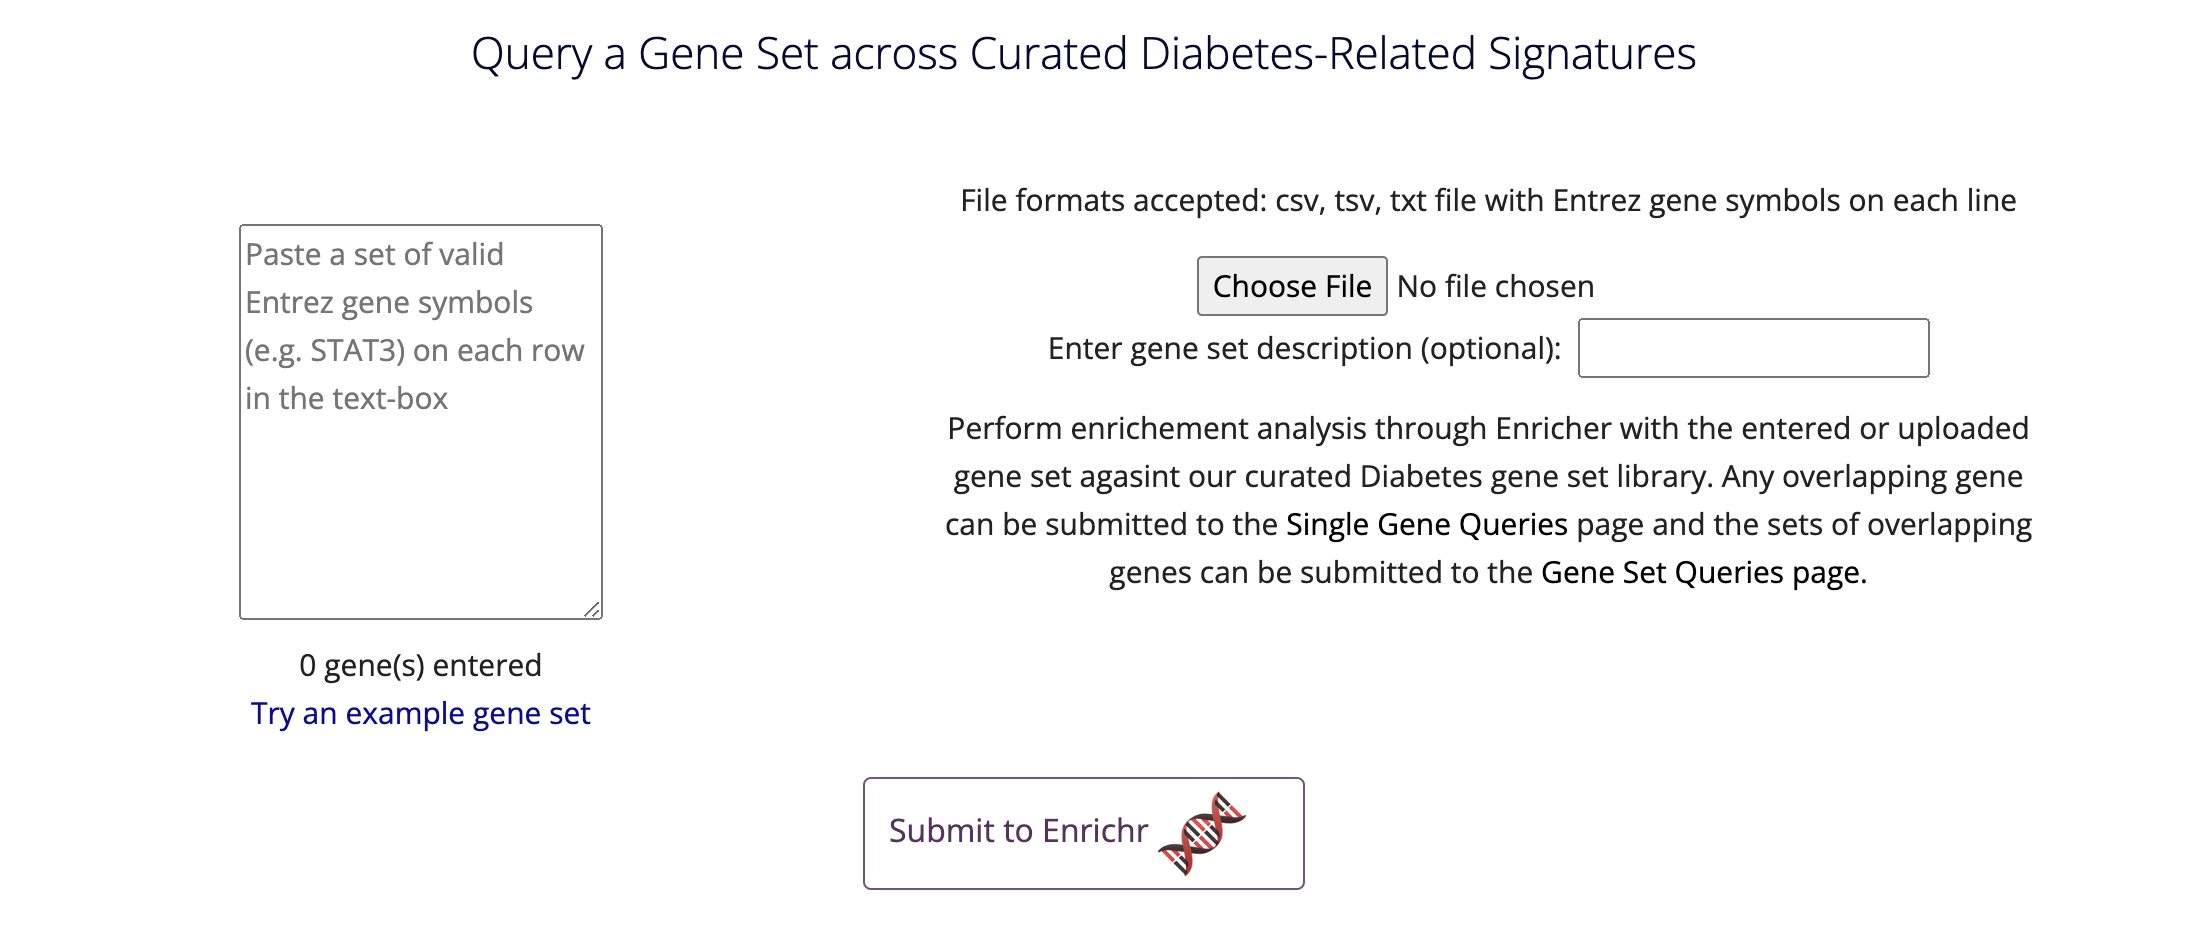 Query a Gene Set across Curated Diabetes-Related Signatures
Paste a set of valid
Entrez gene symbols
(e.g. STAT3) on each row
in the text-box
0 gene(s) entered
Try an example gene set
File formats accepted: csv, tsv, txt file with Entrez gene symbols on each line
Choose File No file chosen
Enter gene set description (optional):
Perform enrichement analysis through Enricher with the entered or uploaded
gene set agasint our curated Diabetes gene set library. Any overlapping gene
can be submitted to the Single Gene Queries page and the sets of overlapping
genes can be submitted to the Gene Set Queries page.
Submit to Enrichr